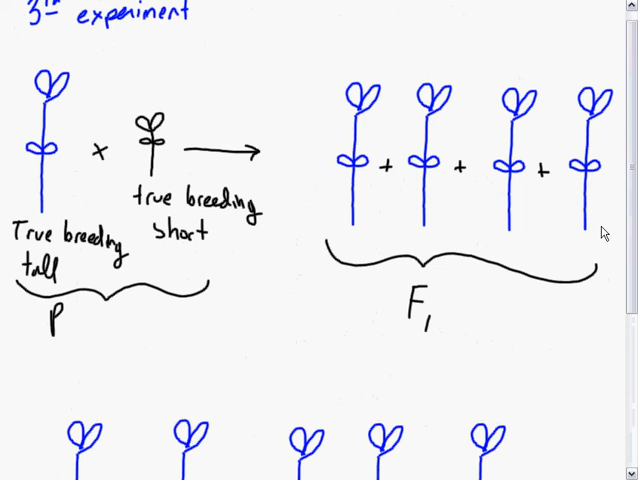 3rd experiment
x
true breeding
short
True breeding
tall
P
+ + +
F1